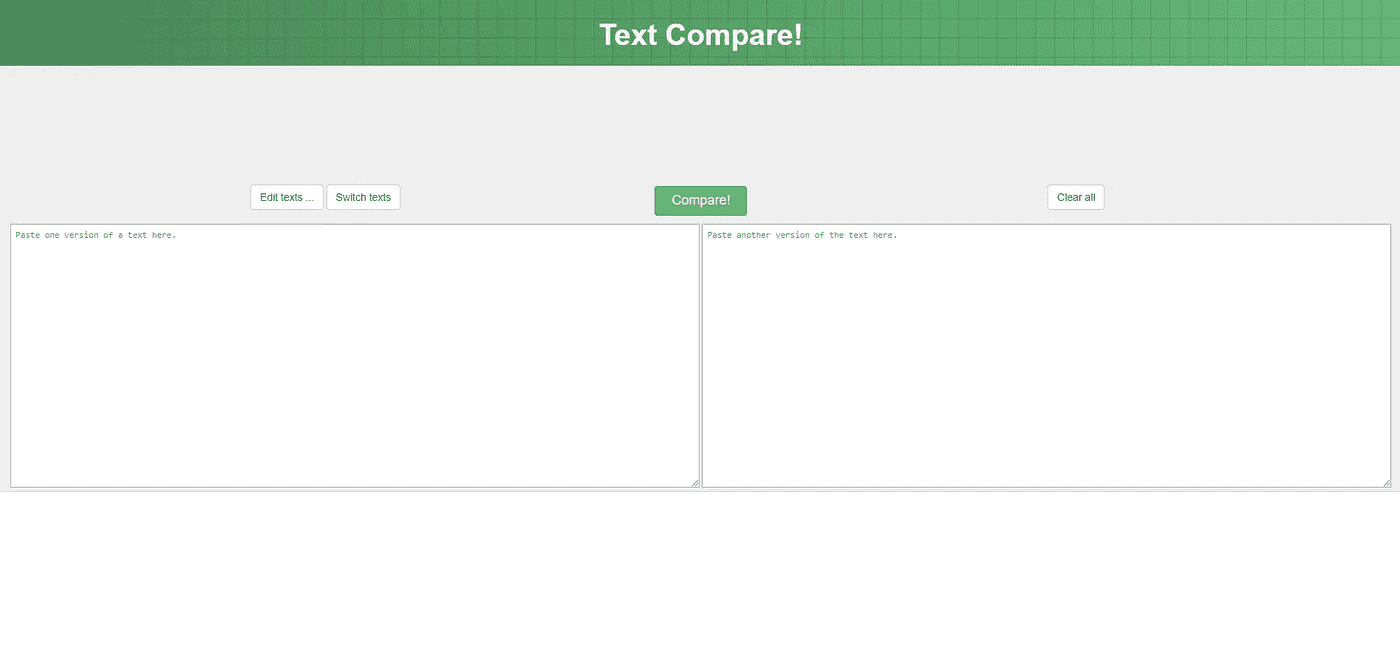 Text Compare!
Edit texts ... Switch texts Compare! Clear all
Paste one version of a text here. Paste another version of the text here.